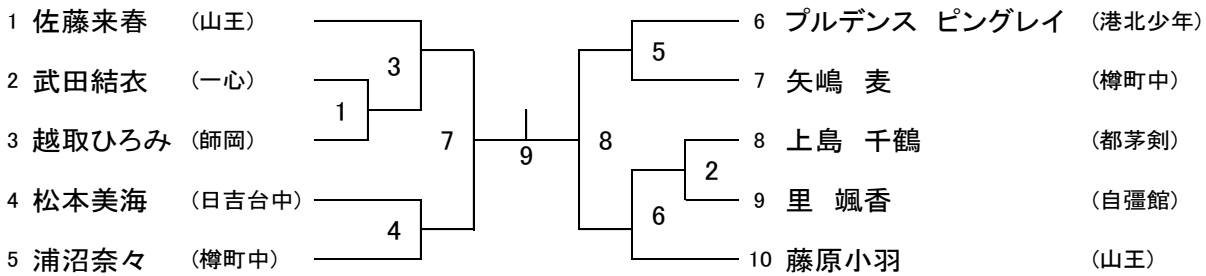 1 佐藤来春 (山王)
2 武田結衣 (一心)
3 越取ひろみ (師岡)
4 松本美海 (日吉台中)
5 浦沼奈々 (樽町中)
3
1
7
4
9
6 プルデンス ピングレイ (港北少年)
7 矢嶋 麦 (樽町中)
8 上島 千鶴 (都茅剣)
9 里 颯香 (自彊館)
10 藤原小羽 (山王)
5
8
2
6